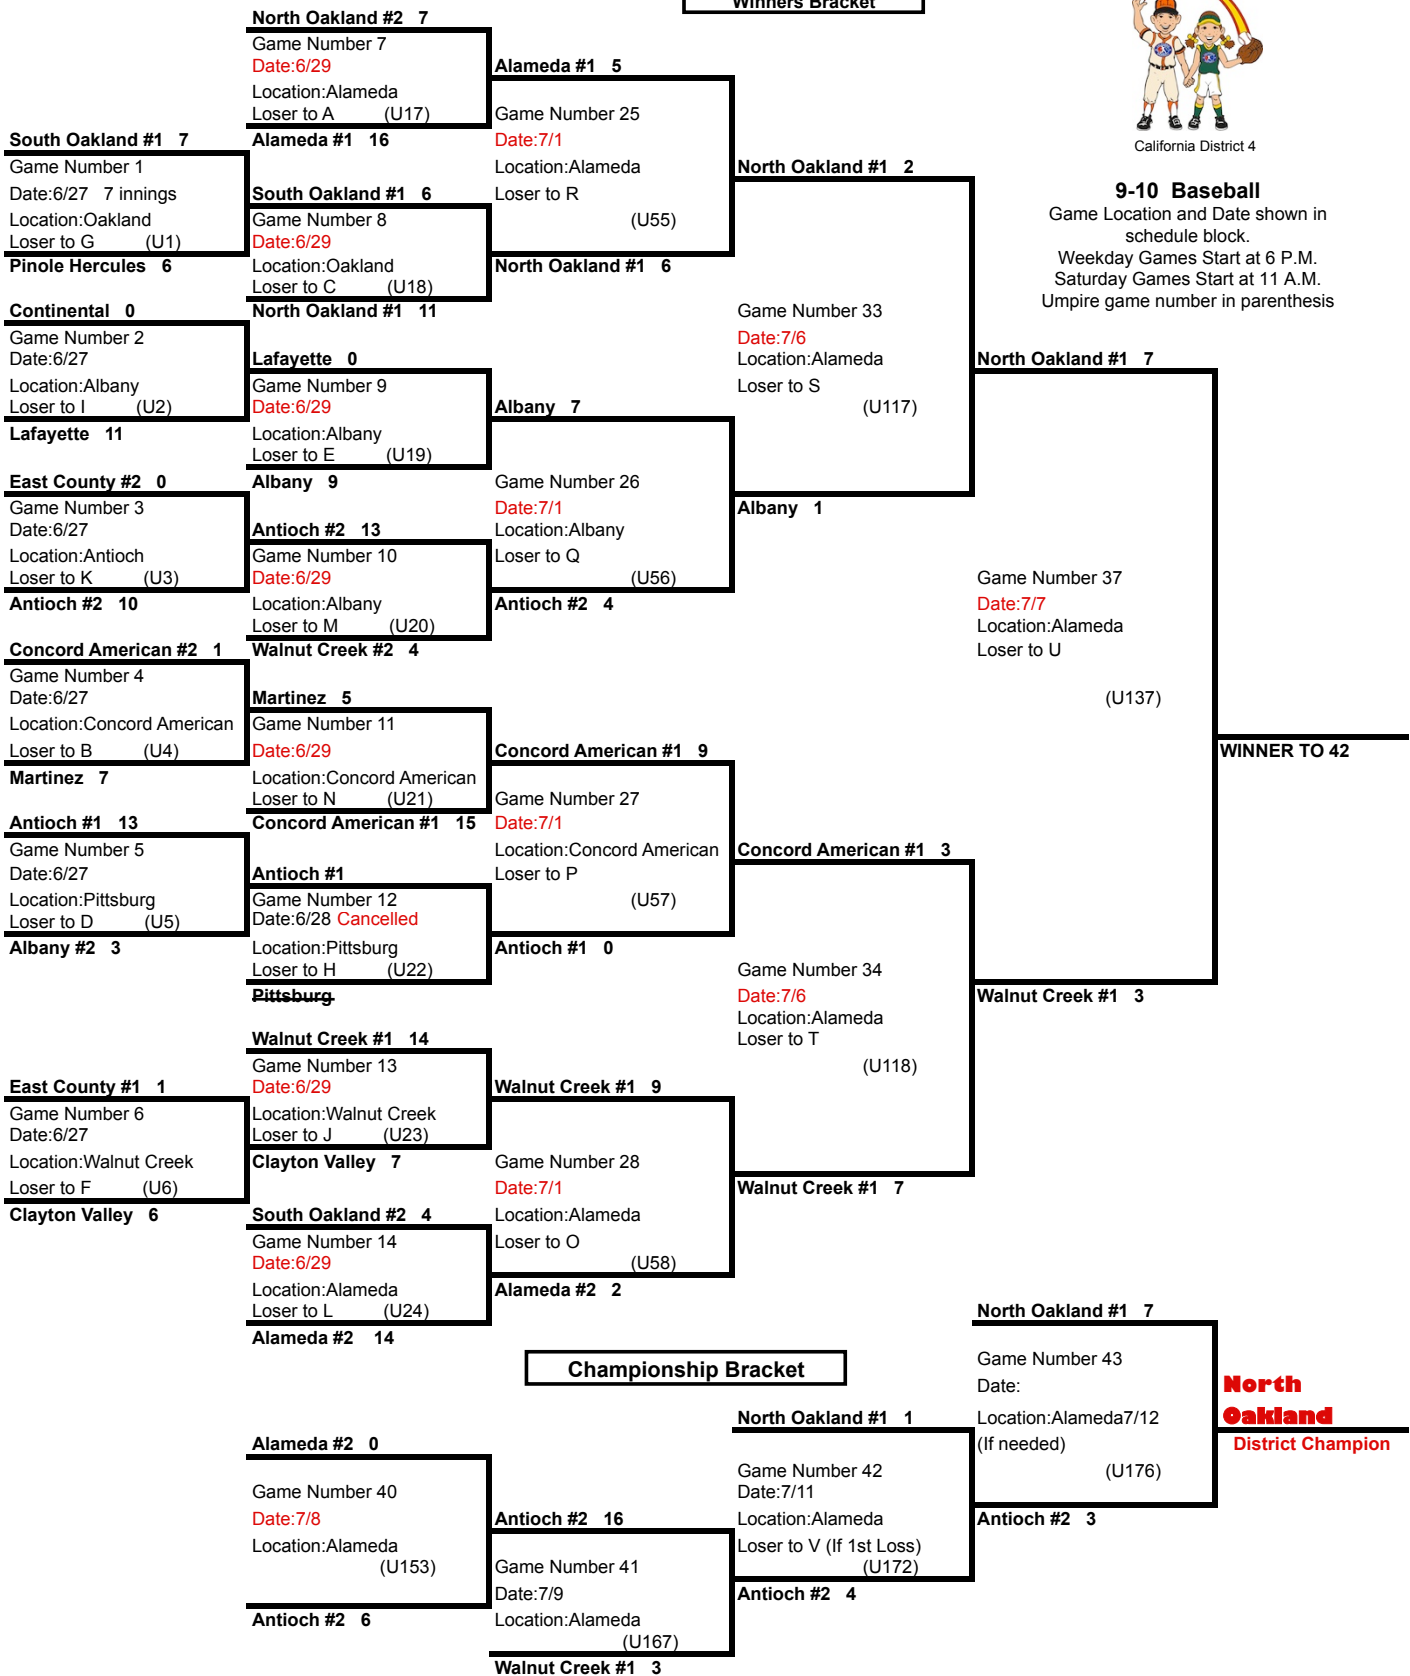 Winners Bracket
California District 4
9-10 Baseball
Game Location and Date shown in
schedule block.
Weekday Games Start at 6 P.M.
Saturday Games Start at 11 A.M.
Umpire game number in parenthesis
South Oakland #1 7
Game Number 1
Date:6/27 7 innings
Location:Oakland
Loser to G (U1)
Pinole Hercules 6
Continental 0
Game Number 2
Date:6/27
Location:Albany
Loser to I (U2)
Lafayette 11
East County #2 0
Game Number 3
Date:6/27
Location:Antioch
Loser to K (U3)
Antioch #2 10
Concord American #2 1
Game Number 4
Date:6/27
Location:Concord American
Loser to B (U4)
Martinez 7
Antioch #1 13
Game Number 5
Date:6/27
Location:Pittsburg
Loser to D (U5)
Albany #2 3
East County #1 1
Game Number 6
Date:6/27
Location:Walnut Creek
Loser to F (U6)
Clayton Valley 6
North Oakland #2 7
Game Number 7
Date:6/29
Location:Alameda
Loser to A (U17)
Alameda #1 16
South Oakland #1 6
Game Number 8
Date:6/29
Location:Oakland
Loser to C (U18)
North Oakland #1 11
Lafayette 0
Game Number 9
Date:6/29
Location:Albany
Loser to E (U19)
Albany 9
Antioch #2 13
Game Number 10
Date:6/29
Location:Albany
Loser to M (U20)
Walnut Creek #2 4
Martinez 5
Game Number 11
Date:6/29
Location:Concord American
Loser to N (U21)
Concord American #1 15
Antioch #1
Game Number 12
Date:6/28 Cancelled
Location:Pittsburg
Loser to H (U22)
Pittsburg
Walnut Creek #1 14
Game Number 13
Date:6/29
Location:Walnut Creek
Loser to J (U23)
Clayton Valley 7
South Oakland #2 4
Game Number 14
Date:6/29
Location:Alameda
Loser to L (U24)
Alameda #2 14
Alameda #1 5
Game Number 25
Date:7/1
Location:Alameda
Loser to R
(U55)
North Oakland #1 6
Albany 7
Game Number 26
Date:7/1
Location:Albany
Loser to Q
(U56)
Antioch #2 4
Concord American #1 9
Game Number 27
Date:7/1
Location:Concord American
Loser to P
(U57)
Antioch #1 0
Walnut Creek #1 9
Game Number 28
Date:7/1
Location:Alameda
Loser to O
(U58)
Alameda #2 2
North Oakland #1 2
Game Number 33
Date:7/6
Location:Alameda
Loser to S
(U117)
Albany 1
Concord American #1 3
Game Number 34
Date:7/6
Location:Alameda
Loser to T
(U118)
Walnut Creek #1 7
North Oakland #1 7
Game Number 37
Date:7/7
Location:Alameda
Loser to U
(U137)
Walnut Creek #1 3
WINNER TO 42
Championship Bracket
Alameda #2 0
Game Number 40
Date:7/8
Location:Alameda
(U153)
Antioch #2 6
Antioch #2 16
Game Number 41
Date:7/9
Location:Alameda
(U167)
Walnut Creek #1 3
North Oakland #1 1
Game Number 42
Date:7/11
Location:Alameda
Loser to V (If 1st Loss)
(U172)
Antioch #2 4
North Oakland #1 7
Game Number 43
Date:
Location:Alameda7/12
(If needed)
(U176)
Antioch #2 3
North
Oakland
District Champion